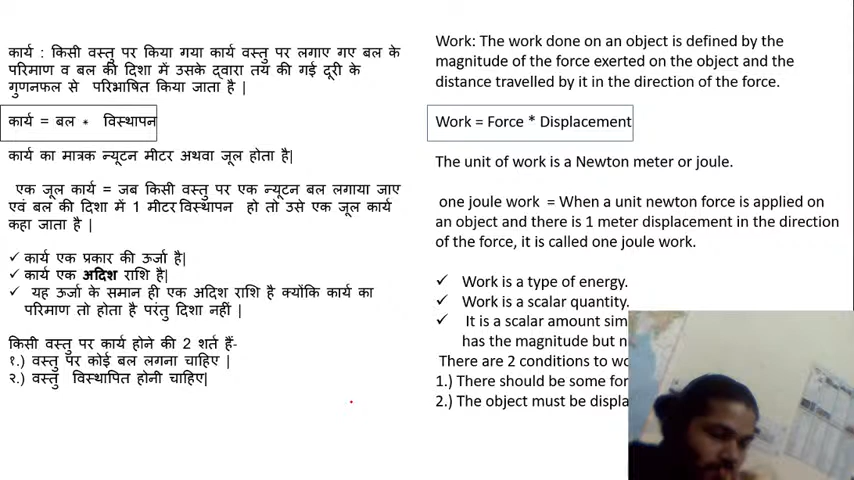 कार्य : किसी वस्तु पर किया गया कार्य वस्तु पर लगाए गए बल के
परिमाण व बल की दिशा में उसके द्वारा तय की गई दूरी के
गुणनफल से परिभाषित किया जाता है |
कार्य = बल * विस्थापन
कार्य का मात्रक न्यूटन मीटर अथवा जूल होता है|
एक जूल कार्य = जब किसी वस्तु पर एक न्यूटन बल लगाया जाए
एवं बल की दिशा में 1 मीटर विस्थापन हो तो उसे एक जूल कार्य
कहा जाता है |
✓ कार्य एक प्रकार की ऊर्जा है|
✓ कार्य एक अदिश राशि है|
✓ यह ऊर्जा के समान ही एक अदिश राशि है क्योंकि कार्य का
परिमाण तो होता है परंतु दिशा नहीं |
किसी वस्तु पर कार्य होने की 2 शर्त हैं-
१.) वस्तु पर कोई बल लगना चाहिए |
२.) वस्तु विस्थापित होनी चाहिए|
Work: The work done on an object is defined by the
magnitude of the force exerted on the object and the
distance travelled by it in the direction of the force.
Work = Force * Displacement
The unit of work is a Newton meter or joule.
one joule work = When a unit newton force is applied on
an object and there is 1 meter displacement in the direction
of the force, it is called one joule work.
✓ Work is a type of energy.
✓ Work is a scalar quantity.
✓ It is a scalar amount sim
has the magnitude but n
There are 2 conditions to wo
1.) There should be some for
2.) The object must be displa